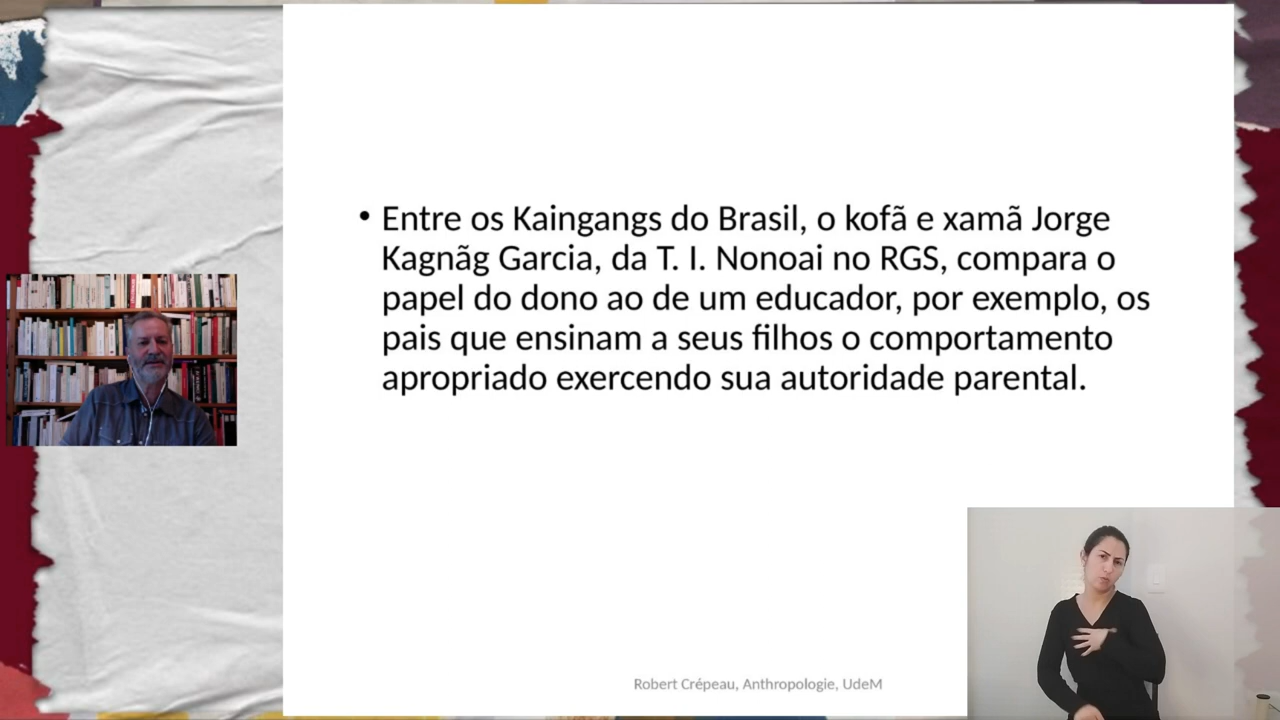 • Entre os Kaingangs do Brasil, o kofã e xamã Jorge
Kagnãg Garcia, da T. I. Nonoai no RGS, compara o
papel do dono ao de um educador, por exemplo, os
pais que ensinam a seus filhos o comportamento
apropriado exercendo sua autoridade parental.
Robert Crépeau, Anthropologie, UdeM